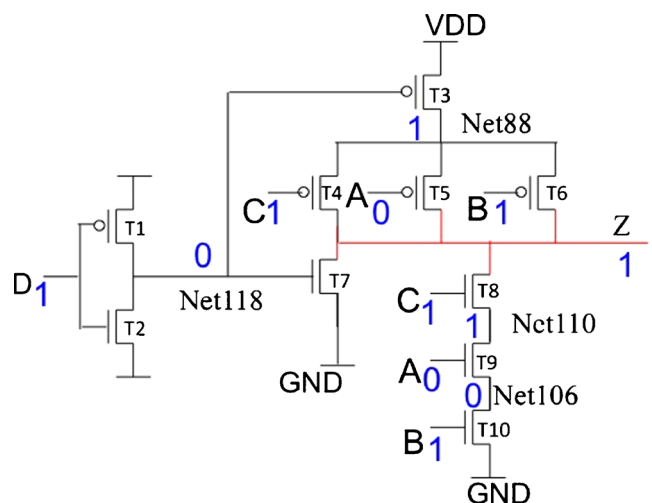 VDD
T3
1
Net88
C1
T4
A0
T5
B1
T6
T1
0
Z
D1
1
Net118
T7
T8
T2
C1
1
Nct110
T9
GND
A0
0
Net106
B1
T10
GND